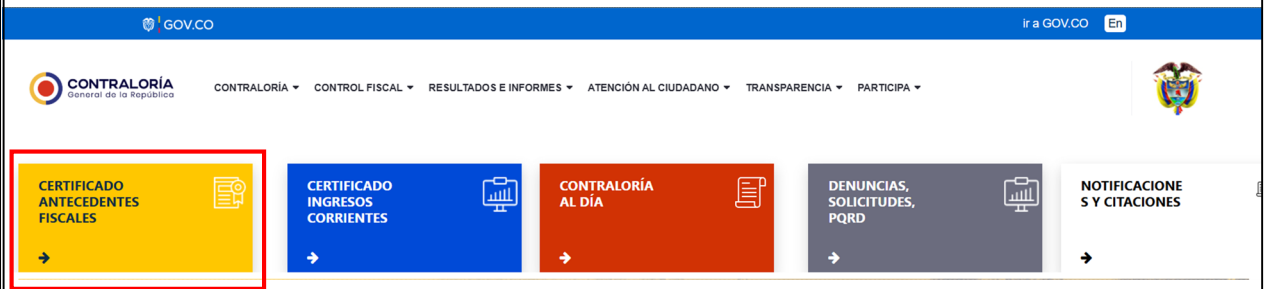 GOV.CO
ir a GOV.CO En
CONTRALORÍA
General de la República
CONTRALORÍA CONTROL FISCAL RESULTADOS E INFORMES ATENCIÓN AL CIUDADANO TRANSPARENCIA PARTICIPA
CERTIFICADO
ANTECEDENTES
FISCALES
CERTIFICADO
INGRESOS
CORRIENTES
CONTRALORÍA
AL DÍA
DENUNCIAS,
SOLICITUDES,
PQRD
NOTIFICACIONE
S Y CITACIONES